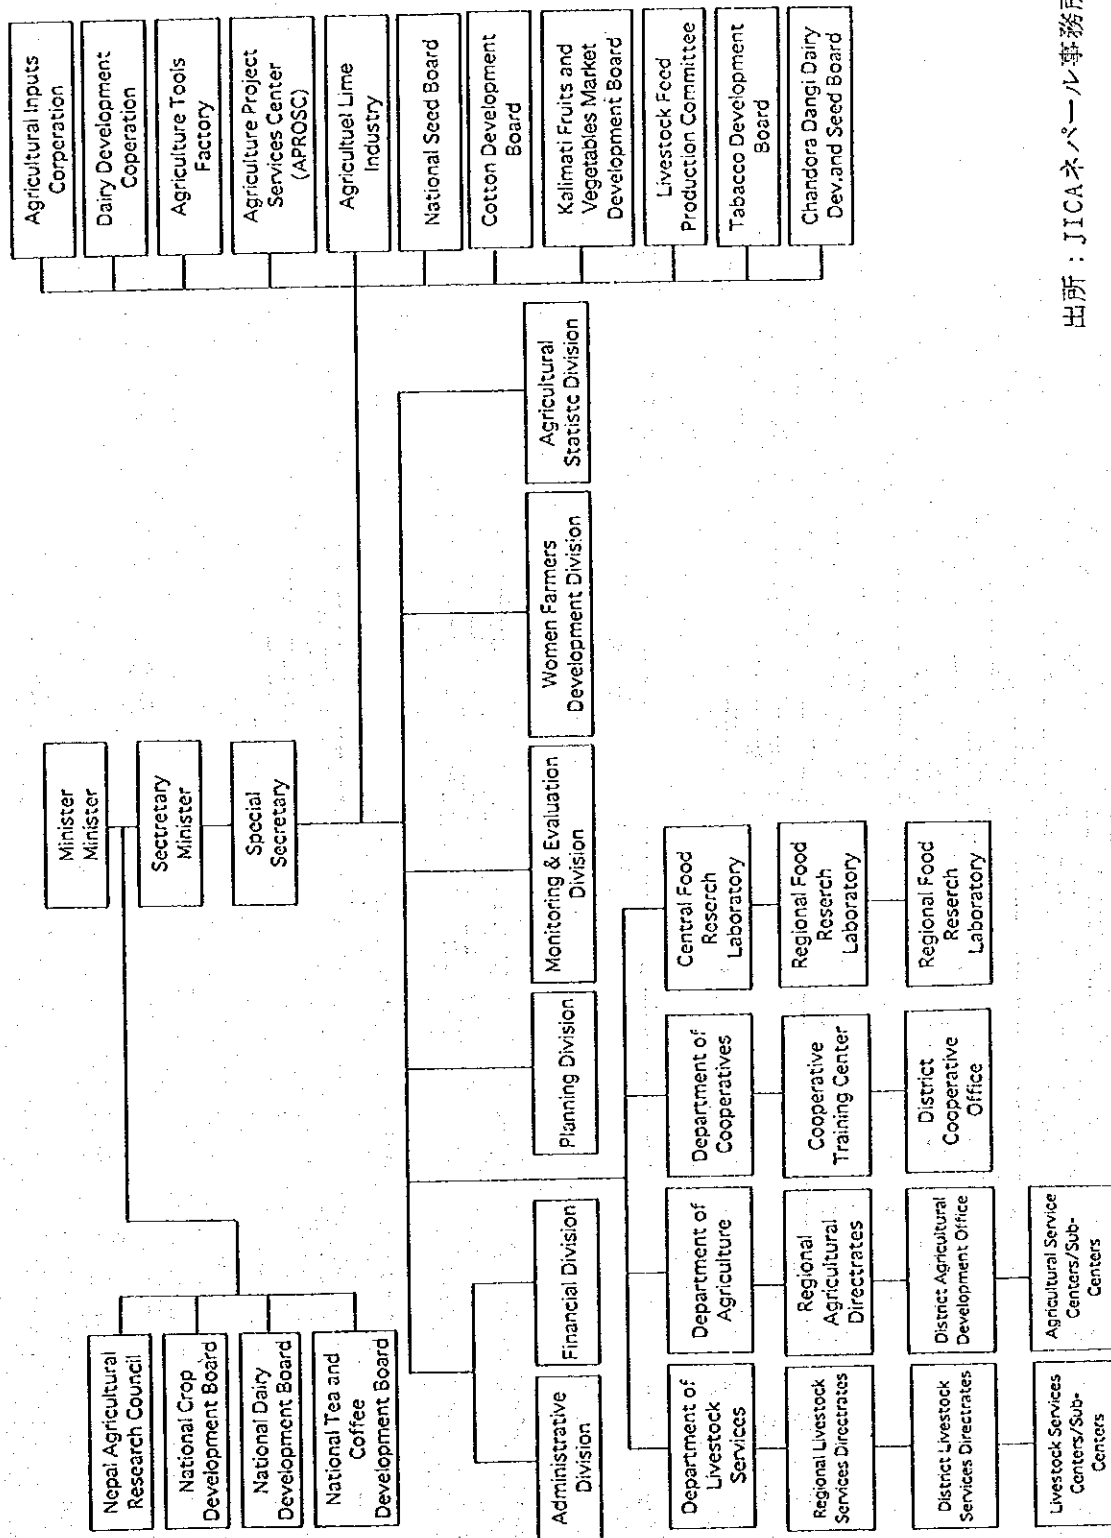 Minister
Minister
Sectretary
Minister
Special
Secretary
Nepal Agricultural
Research Council
National Crop
Development Board
National Dairy
Development Board
National Tea and
Coffee
Development Board
Agricultural Inputs
Corporation
Dairy Development
Coperation
Agriculture Tools
Factory
Agriculture Project
Services Center
(APROSC)
Agricultuel Lime
Industry
National Seed Board
Cotton Development
Board
Kalimati Fruits and
Vegetables Market
Development Board
Livestock Feed
Production Committee
Tabacco Development
Board
Chandora Dangi Dairy
Dev.and Seed Board
Administrative
Division
Financial Division
Planning Division
Monitoring & Evaluation
Division
Women Farmers
Development Division
Agricultural
Statistc Division
Department of
Livestock
Services
Department of
Agriculture
Department of
Cooperatives
Central Food
Reserch
Laboratory
Regional Livestock
Services Directrates
Regional
Agricultural
Directrates
Cooperative
Training Center
Regional Food
Reserch
Laboratory
District Livestock
Services Directrates
District Agricultural
Development Office
District
Cooperative
Office
Regional Food
Reserch
Laboratory
Livestock Services
Centers/Sub-
Centers
Agricultural Service
Centers/Sub-
Centers
出所：JICAネパール事務所